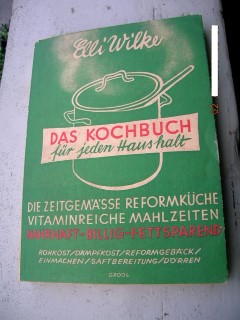 Elli Wilke
DAS KOCHBUCH
für jeden Haushalt
DIE ZEITGEMÄSSE REFORMKÜCHE
VITAMINREICHE MAHLZEITEN
NAHRHAFT-BILLIG-FETTSPAREND
ROHKOST/DAMPFKOST/REFORMGEBÄCK/
EINMACHEN/SAFTBEREITUNG/DÖRREN